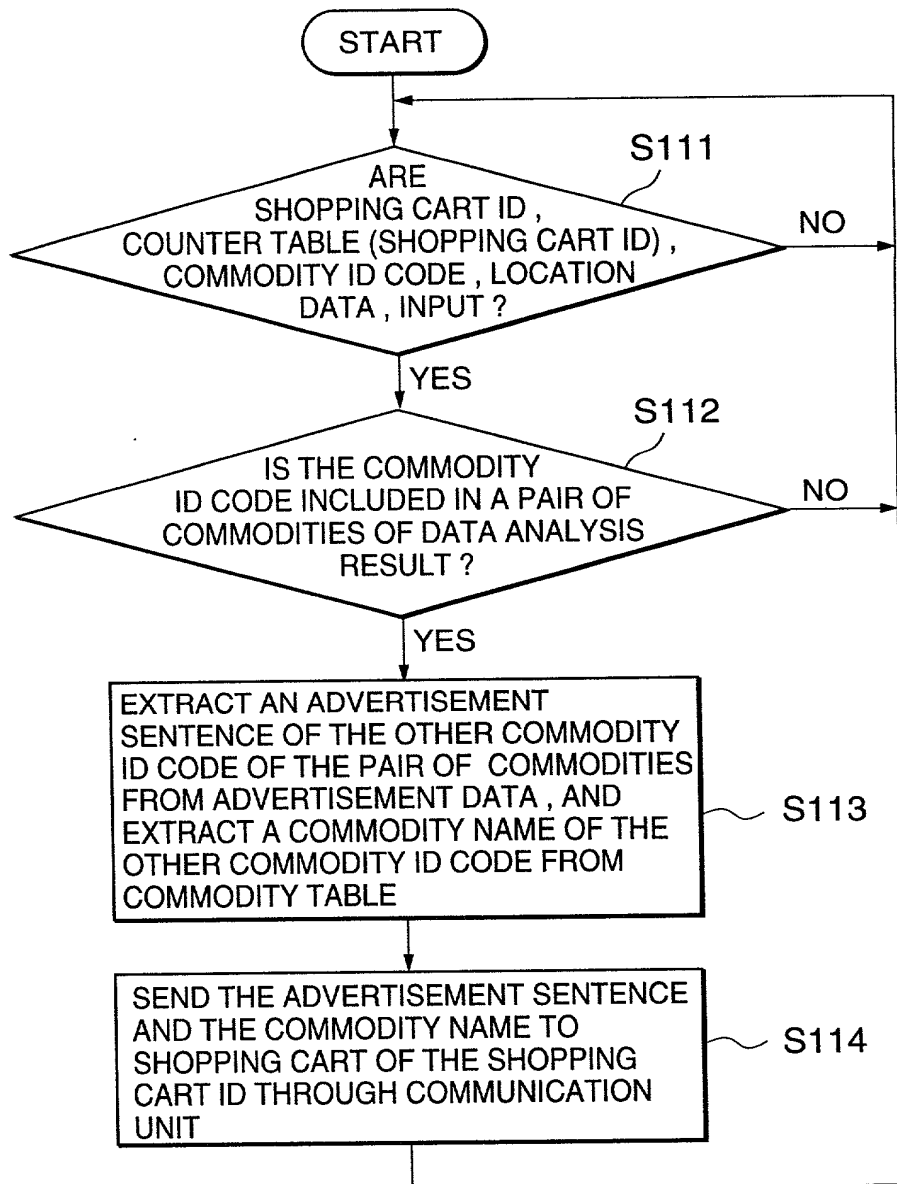 START
S111
ARE
SHOPPING CART ID ,
COUNTER TABLE (SHOPPING CART ID) ,
COMMODITY ID CODE , LOCATION
DATA , INPUT ?
NO
YES
S112
IS THE COMMODITY
ID CODE INCLUDED IN A PAIR OF
COMMODITIES OF DATA ANALYSIS
RESULT ?
NO
YES
EXTRACT AN ADVERTISEMENT
SENTENCE OF THE OTHER COMMODITY
ID CODE OF THE PAIR OF COMMODITIES
FROM ADVERTISEMENT DATA , AND
EXTRACT A COMMODITY NAME OF THE
OTHER COMMODITY ID CODE FROM
COMMODITY TABLE
S113
SEND THE ADVERTISEMENT SENTENCE
AND THE COMMODITY NAME TO
SHOPPING CART OF THE SHOPPING
CART ID THROUGH COMMUNICATION
UNIT
S114